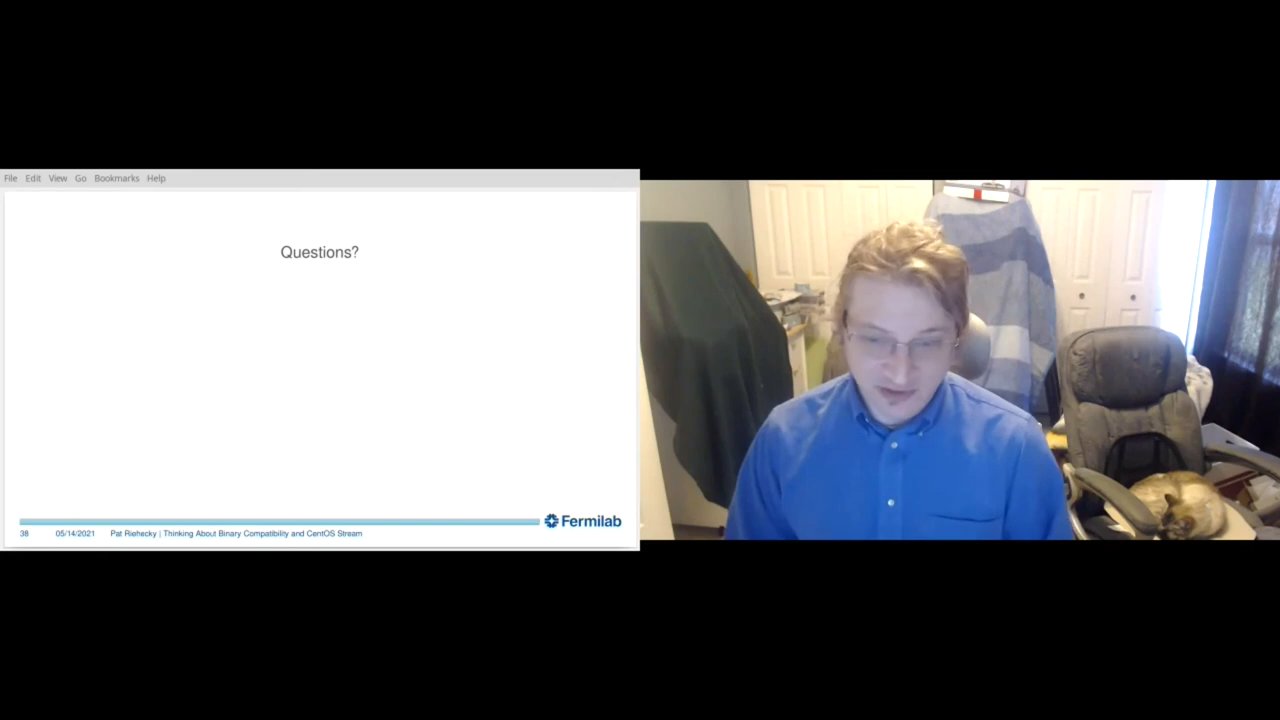 File Edit View Go Bookmarks Help
Questions?
Fermilab
38 05/14/2021 Pat Riehecky | Thinking About Binary Compatibility and CentOS Stream